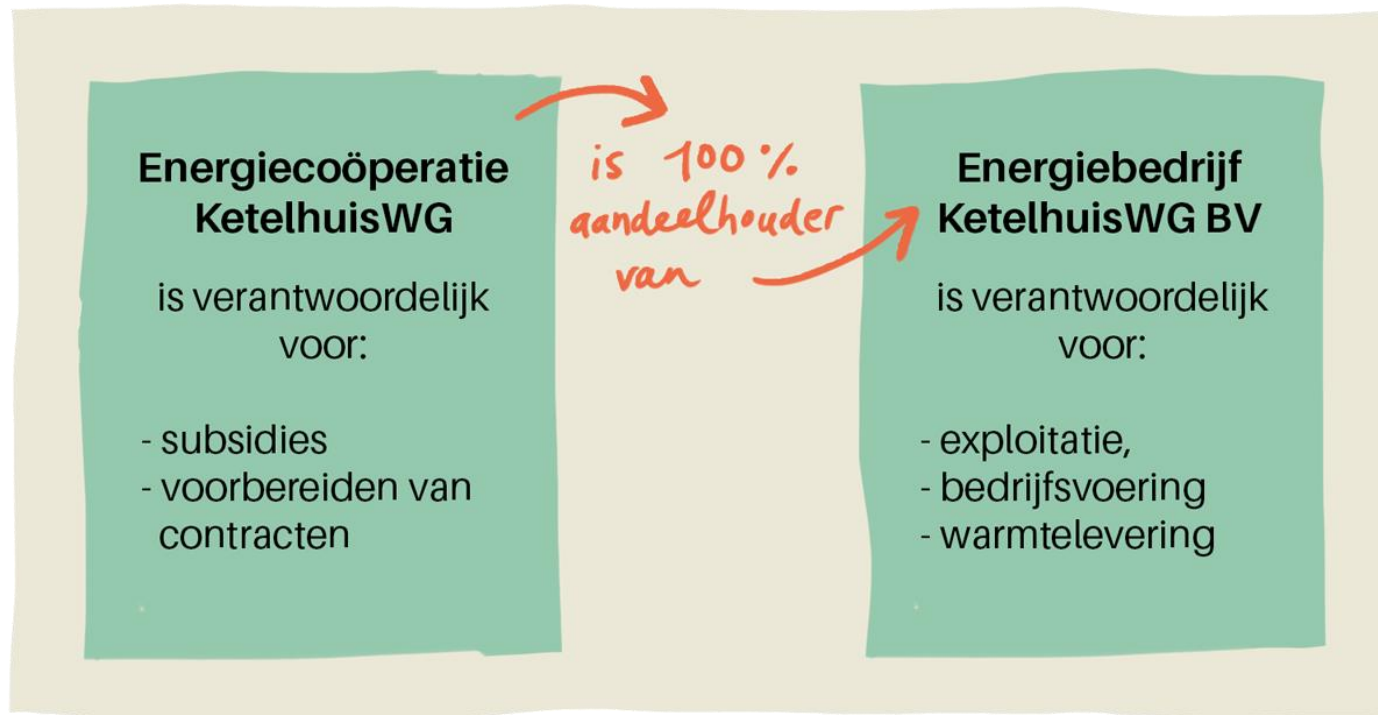 Energiecoöperatie
KetelhuisWG
is verantwoordelijk
voor:
- subsidies
- voorbereiden van
contracten
is 100%
aandeelhouder
van
Energiebedrijf
KetelhuisWG BV
is verantwoordelijk
voor:
- exploitatie,
- bedrijfsvoering
- warmtelevering